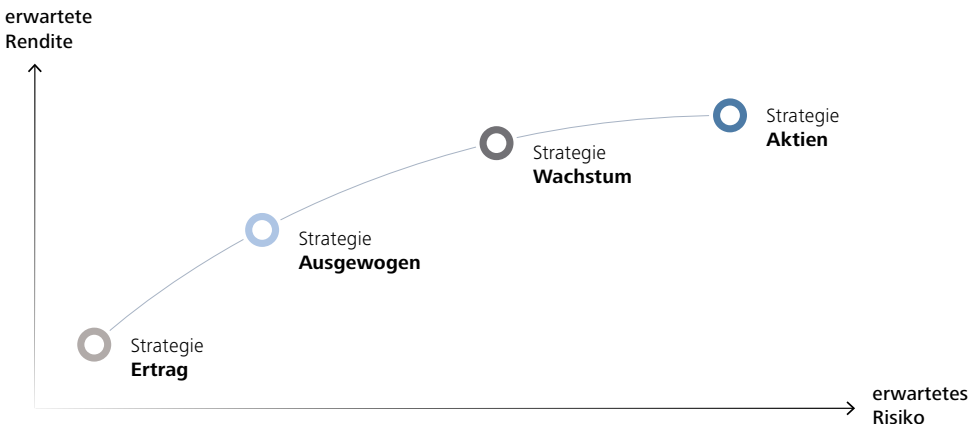 erwartete
Rendite
Strategie
Aktien
Strategie
Wachstum
Strategie
Ausgewogen
Strategie
Ertrag
erwartetes
Risiko